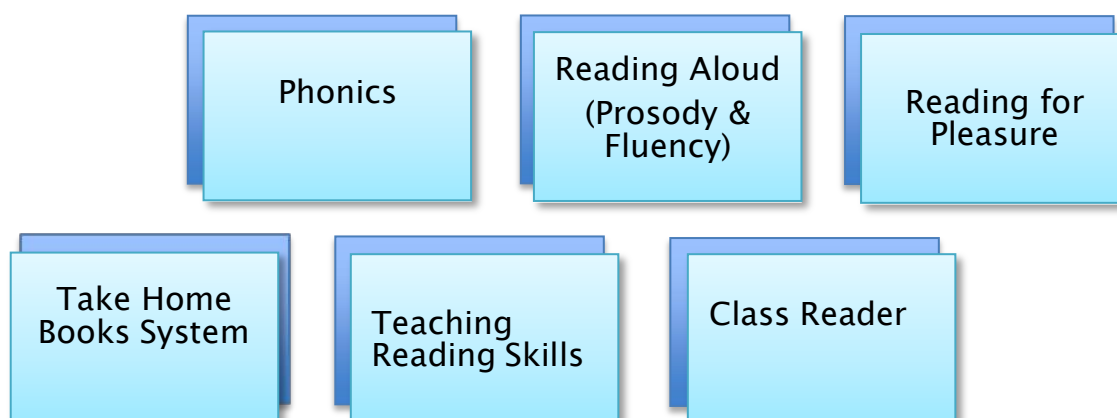 Phonics
Reading Aloud
(Prosody &
Fluency)
Reading for
Pleasure
Take Home
Books System
Teaching
Reading Skills
Class Reader